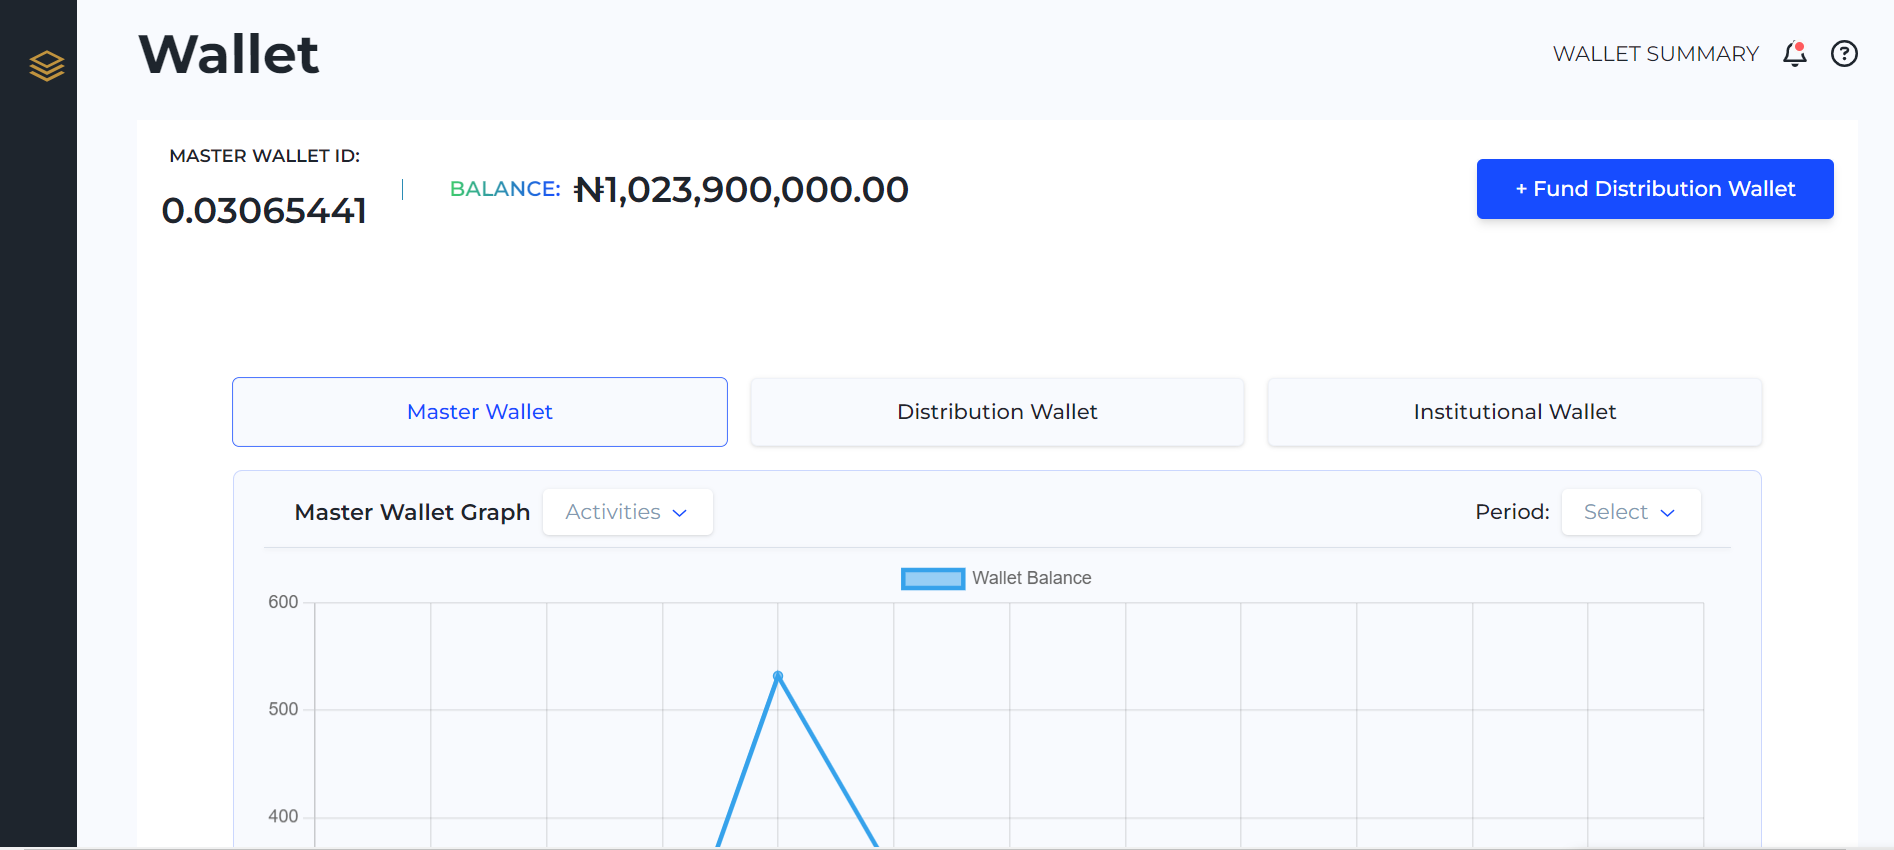 Wallet
WALLET SUMMARY
MASTER WALLET ID:
0.03065441
BALANCE: ₦1,023,900,000.00
+ Fund Distribution Wallet
Master Wallet
Distribution Wallet
Institutional Wallet
Master Wallet Graph
Activities
Period:
Select
Wallet Balance
600
500
400